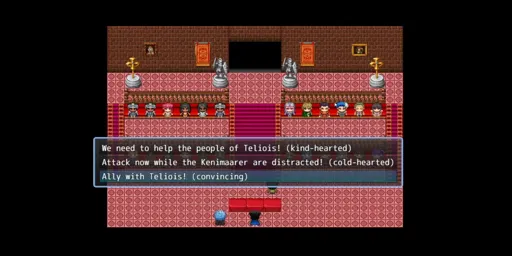 We need to help the people of Teliois! (kind-hearted)
Attack now while the Kenimaarer are distracted! (cold-hearted)
Ally with Teliois! (convincing)